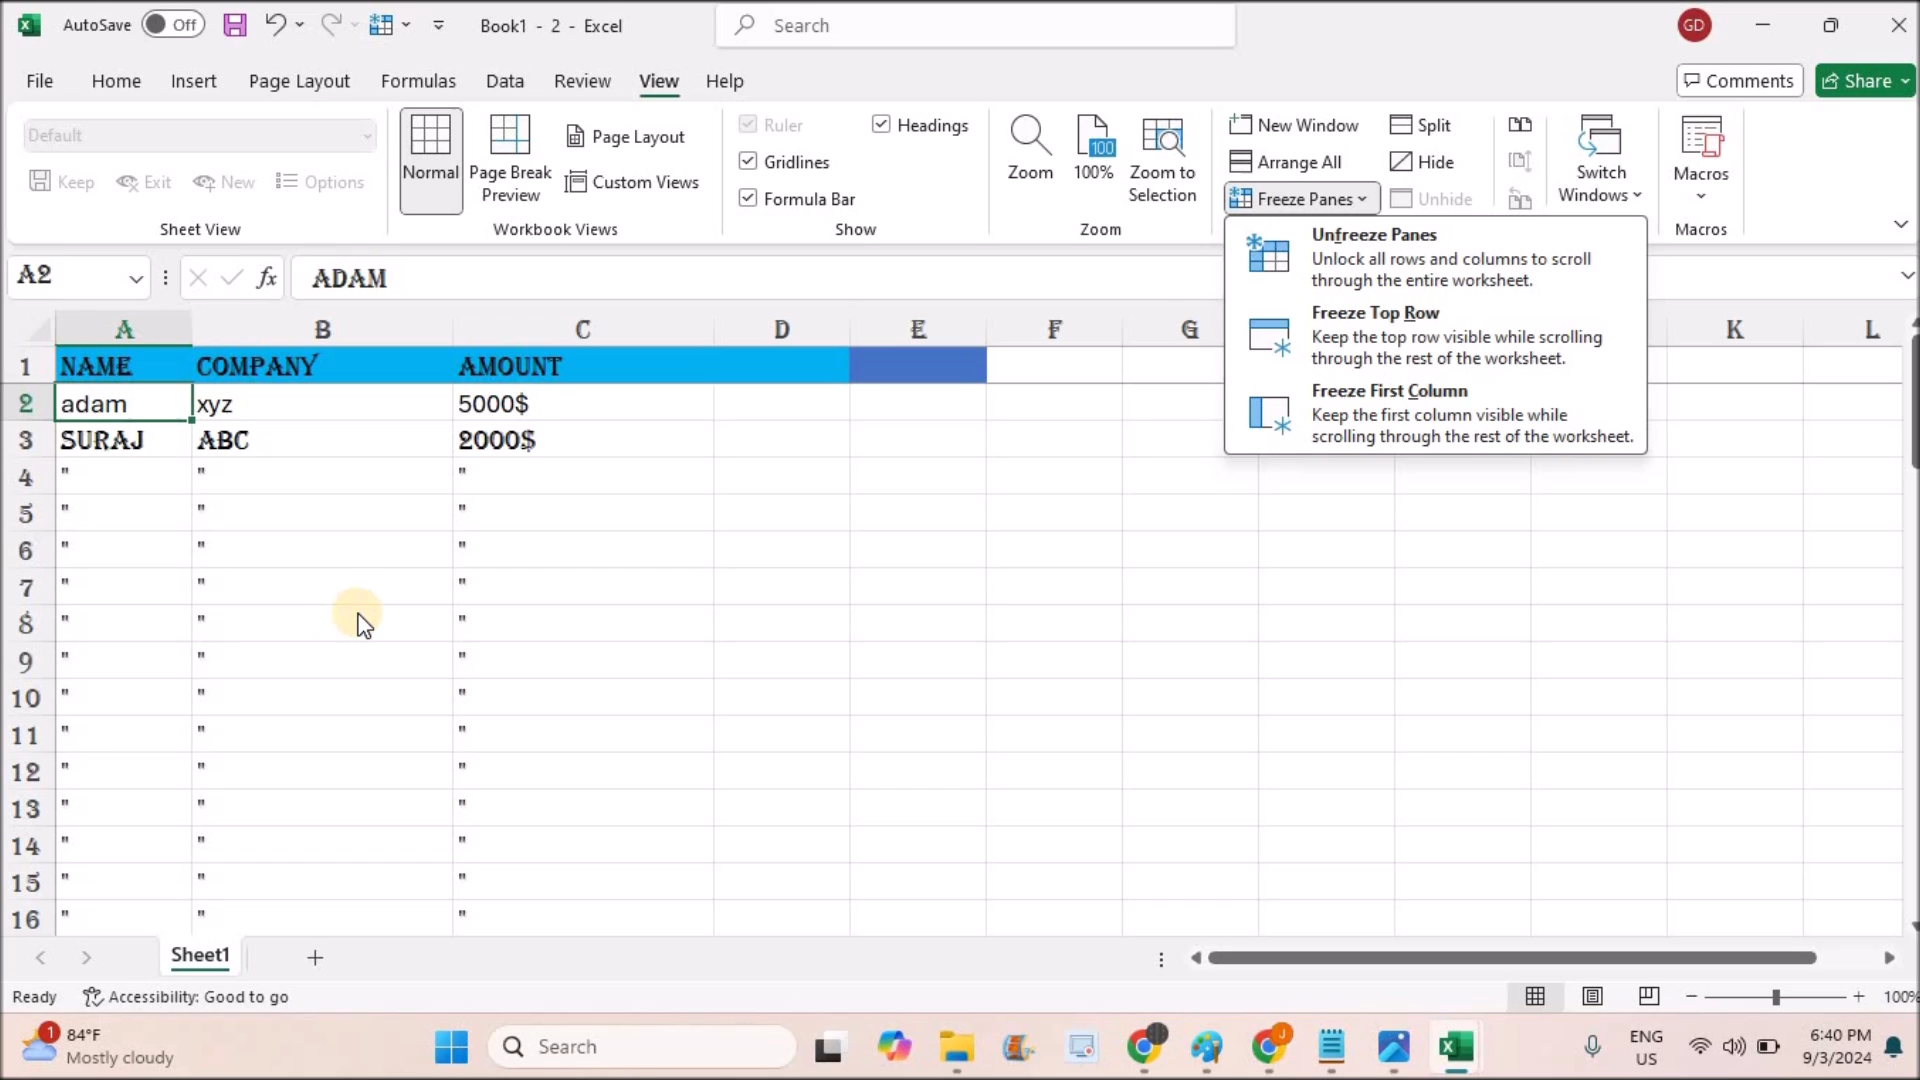 AutoSave Off Book1 - 2 - Excel Search GD
File Home Insert Page Layout Formulas Data Review View Help Comments Share
Default
Keep Exit New Options
Sheet View
Normal
Page Break Preview
Page Layout
Custom Views
Workbook Views
Ruler Headings
Gridlines
Formula Bar
Show
Zoom
100
100%
Zoom to Selection
Zoom
New Window Split
Arrange All Hide
Freeze Panes Unhide
Switch Windows
Macros
Macros
Unfreeze Panes
Unlock all rows and columns to scroll
through the entire worksheet.
Freeze Top Row
Keep the top row visible while scrolling
through the rest of the worksheet.
Freeze First Column
Keep the first column visible while
scrolling through the rest of the worksheet.
A2 fx ADAM
A B C D E F G K L
1 NAME COMPANY AMOUNT
2 adam xyz 5000$
3 SURAJ ABC 2000$
4 " " "
5 " " "
6 " " "
7 " " "
8 " " "
9 " " "
10 " " "
11 " " "
12 " " "
13 " " "
14 " " "
15 " " "
16 " " "
Sheet1
Ready Accessibility: Good to go 100%
1 84°F
Mostly cloudy
Search
J
ENG
US
6:40 PM
9/3/2024